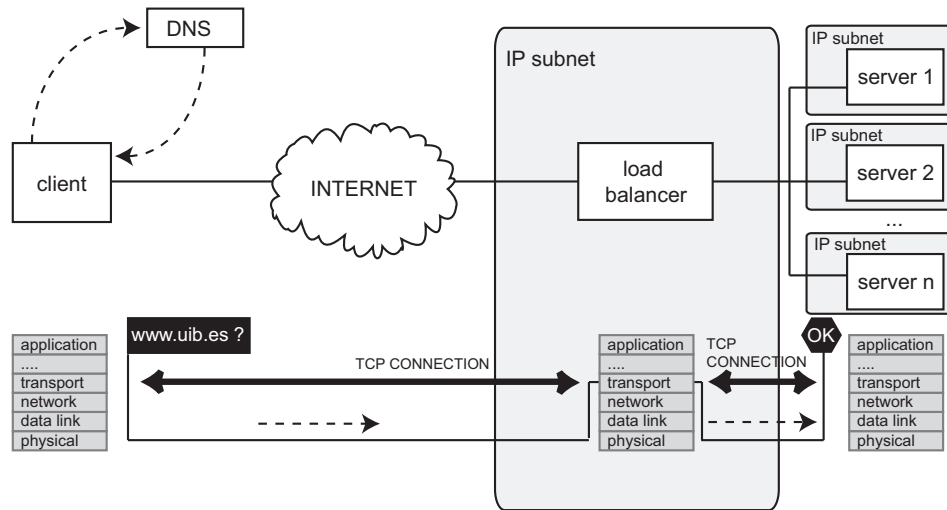 DNS
client
INTERNET
IP subnet
load
balancer
IP subnet
server 1
IP subnet
server 2
...
IP subnet
server n
www.uib.es ?
OK
TCP CONNECTION
TCP
CONNECTION
application
....
transport
network
data link
physical
application
....
transport
network
data link
physical
application
....
transport
network
data link
physical